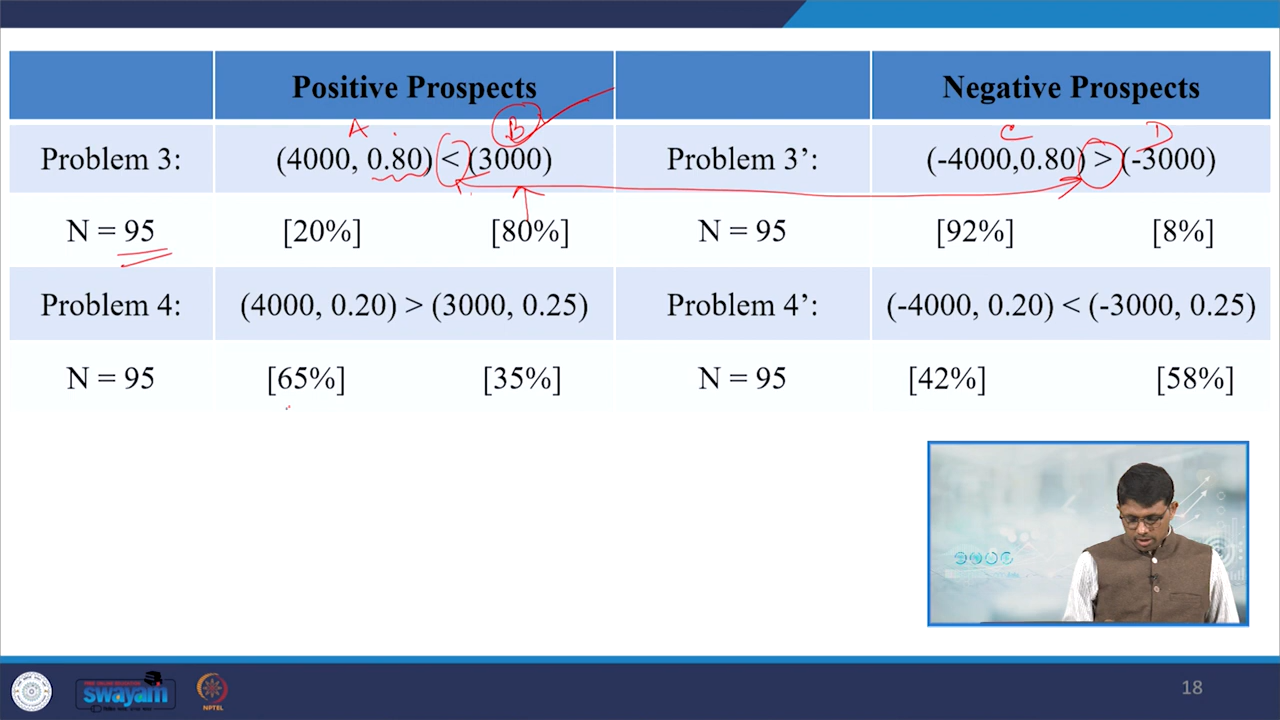 Positive Prospects Negative Prospects
A B C D
Problem 3: (4000, 0.80) < (3000) Problem 3’: (-4000,0.80) > (-3000)
N = 95 [20%] [80%] N = 95 [92%] [8%]
Problem 4: (4000, 0.20) > (3000, 0.25) Problem 4’: (-4000, 0.20) < (-3000, 0.25)
N = 95 [65%] [35%] N = 95 [42%] [58%]
swayam
NPTEL
18